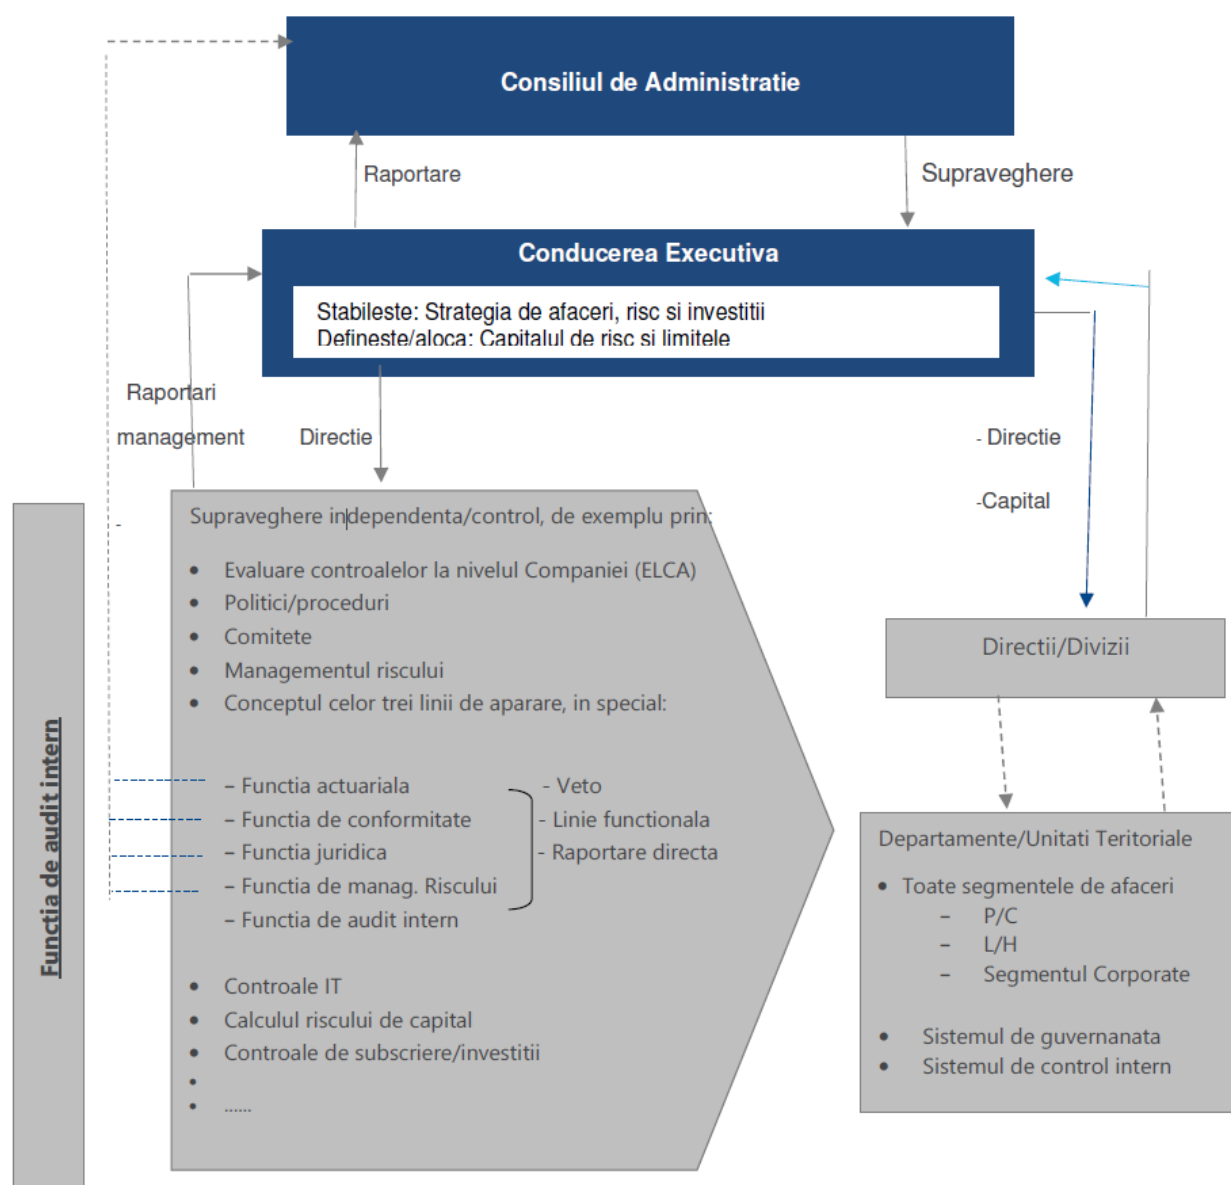 Consiliul de Administratie
Raportare
Supraveghere
Conducerea Executiva
Stabileste: Strategia de afaceri, risc si investitii
Defineste/aloca: Capitalul de risc si limitele
Raportari
management
Directie
- Directie
-Capital
Functia de audit intern
-
Supraveghere independenta/control, de exemplu prin:
• Evaluare controalelor la nivelul Companiei (ELCA)
• Politici/proceduri
• Comitete
• Managementul riscului
• Conceptul celor trei linii de aparare, in special:
– Functia actuariala
– Functia de conformitate
– Functia juridica
– Functia de manag. Riscului
– Functia de audit intern
- Veto
- Linie functionala
- Raportare directa
• Controale IT
• Calculul riscului de capital
• Controale de subscriere/investitii
•
• ......
Directii/Divizii
Departamente/Unitati Teritoriale
• Toate segmentele de afaceri
– P/C
– L/H
– Segmentul Corporate
• Sistemul de guvernanata
• Sistemul de control intern